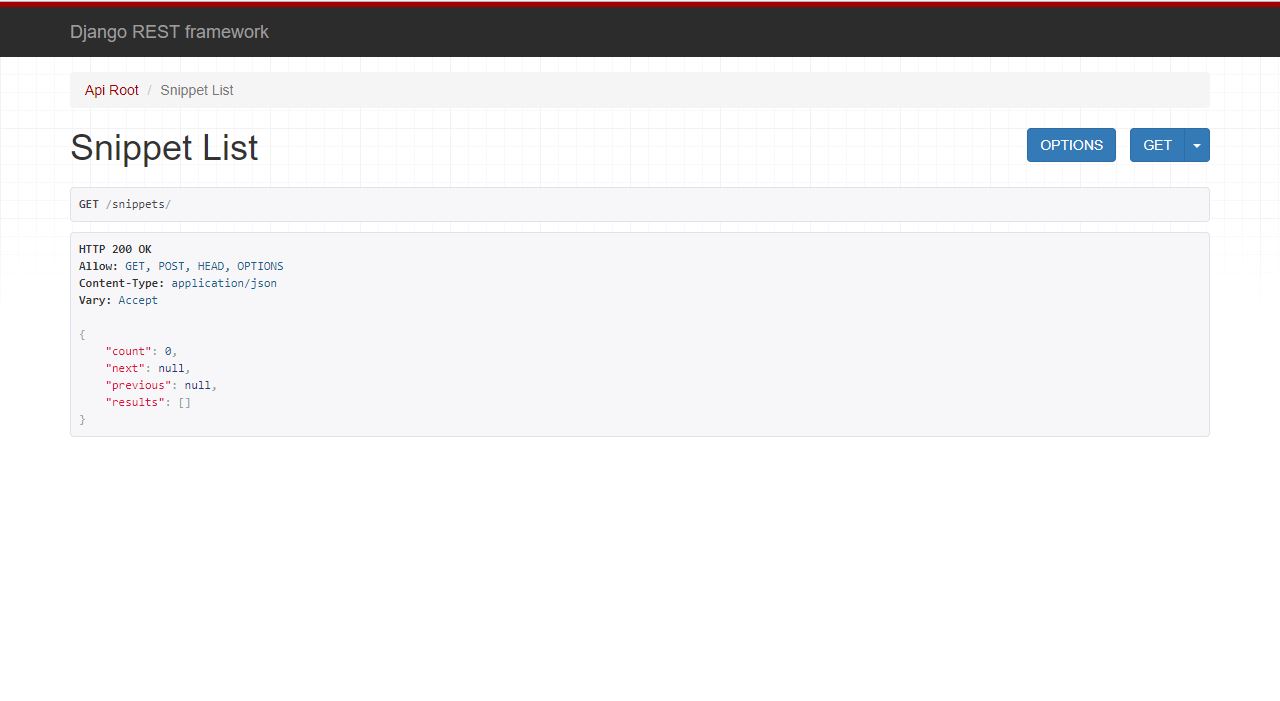 Django REST framework
Api Root / Snippet List
Snippet List
OPTIONS GET
GET /snippets/
HTTP 200 OK
Allow: GET, POST, HEAD, OPTIONS
Content-Type: application/json
Vary: Accept
{
    "count": 0,
    "next": null,
    "previous": null,
    "results": []
}